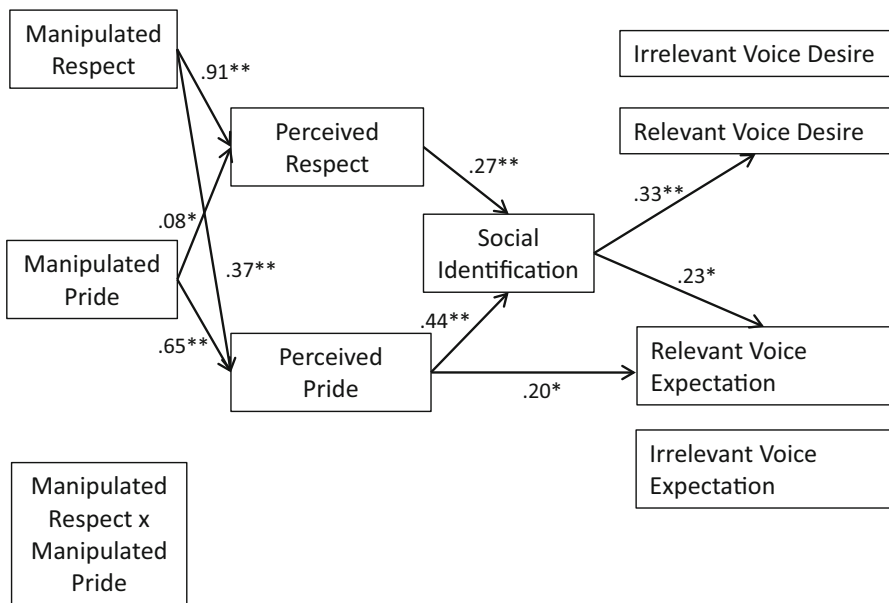 Manipulated
Respect
Irrelevant Voice Desire
.91**
Perceived
Respect
Relevant Voice Desire
.27**
.33**
.08*
Manipulated
Pride
.37**
Social
Identification
.23*
.65**
.44**
Perceived
Pride
.20*
Relevant Voice
Expectation
Irrelevant Voice
Expectation
Manipulated
Respect x
Manipulated
Pride